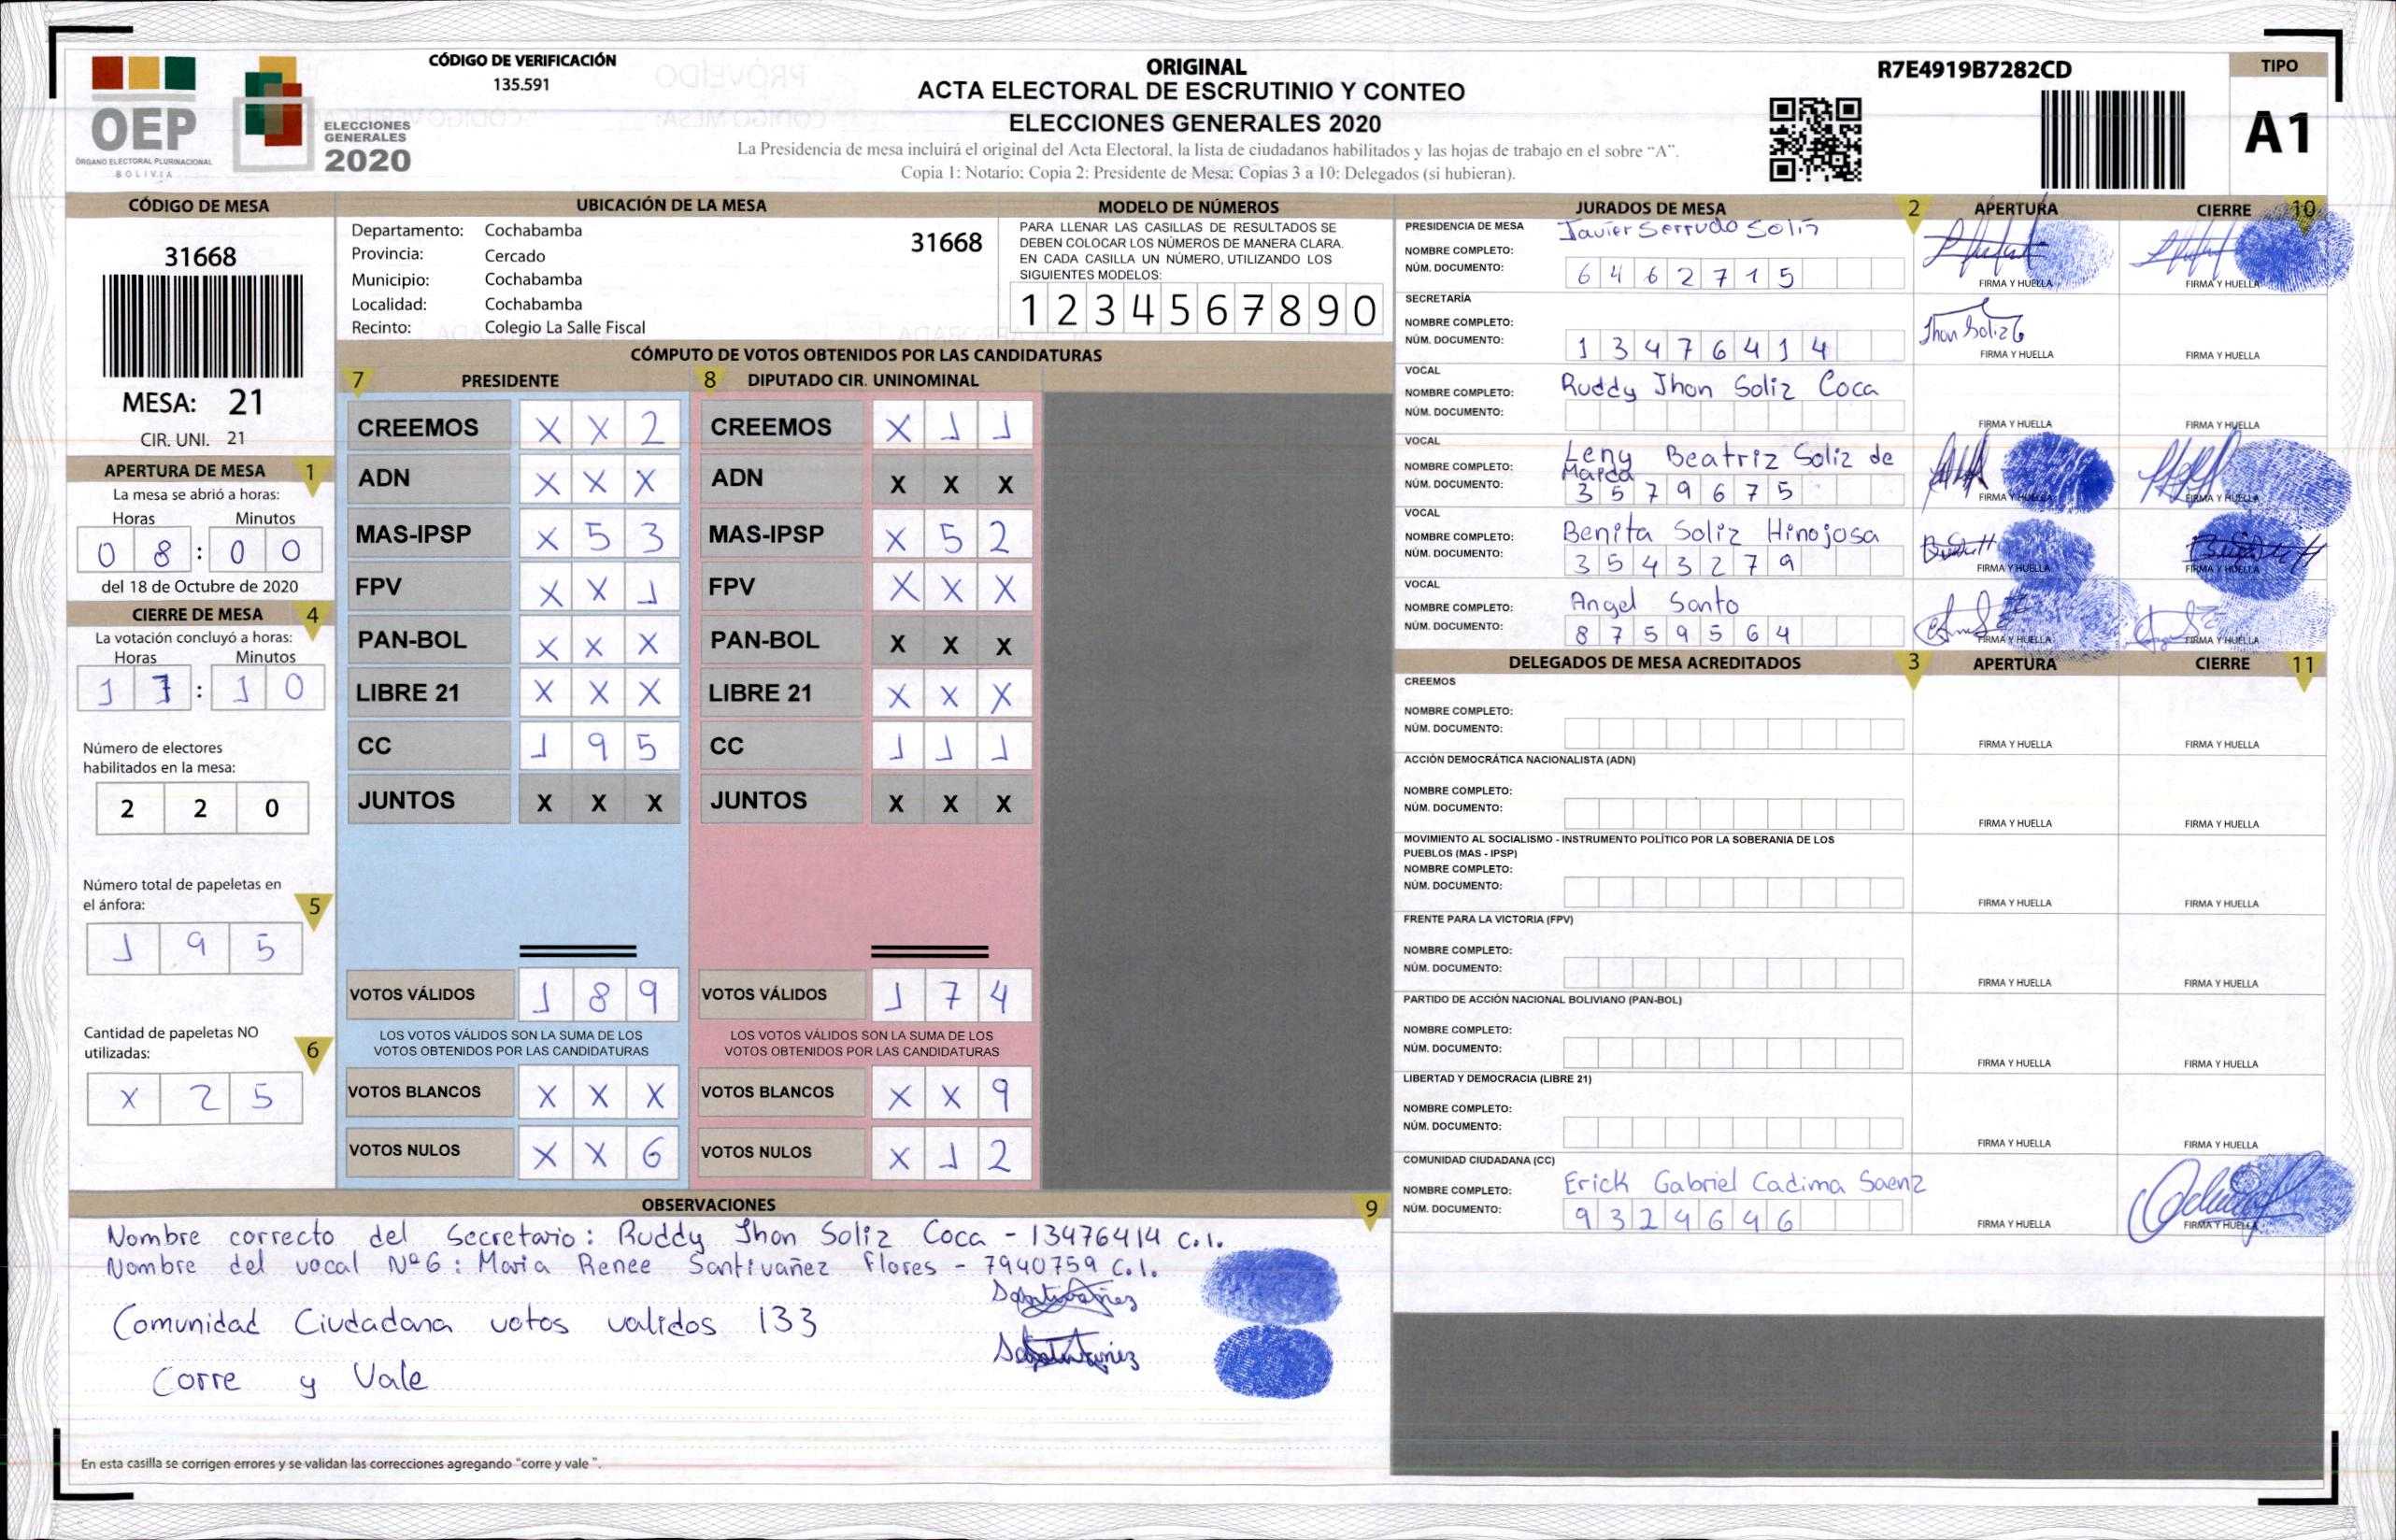 CÓDIGO DE VERIFICACIÓN
135.591
OEP
ÓRGANO ELECTORAL PLURINACIONAL
BOLIVIA
ELECCIONES
GENERALES
2020
ORIGINAL
ACTA ELECTORAL DE ESCRUTINIO Y CONTEO
ELECCIONES GENERALES 2020
La Presidencia de mesa incluirá el original del Acta Electoral, la lista de ciudadanos habilitados y las hojas de trabajo en el sobre “A”.
Copia 1: Notario; Copia 2: Presidente de Mesa; Copias 3 a 10: Delegados (si hubieran).
R7E4919B7282CD
TIPO
A1
CÓDIGO DE MESA
31668
MESA: 21
CIR. UNI. 21
APERTURA DE MESA 1
La mesa se abrió a horas:
Horas Minutos
0 8 : 0 0
del 18 de Octubre de 2020
CIERRE DE MESA 4
La votación concluyó a horas:
Horas Minutos
1 7 : 1 0
Número de electores
habilitados en la mesa:
2 2 0
Número total de papeletas en
el ánfora: 5
1 9 5
Cantidad de papeletas NO
utilizadas: 6
X 2 5
UBICACIÓN DE LA MESA
Departamento: Cochabamba
31668
Provincia: Cercado
Municipio: Cochabamba
Localidad: Cochabamba
Recinto: Colegio La Salle Fiscal
MODELO DE NÚMEROS
PARA LLENAR LAS CASILLAS DE RESULTADOS SE
DEBEN COLOCAR LOS NÚMEROS DE MANERA CLARA.
EN CADA CASILLA UN NÚMERO, UTILIZANDO LOS
SIGUIENTES MODELOS:
1 2 3 4 5 6 7 8 9 0
CÓMPUTO DE VOTOS OBTENIDOS POR LAS CANDIDATURAS
7 PRESIDENTE 8 DIPUTADO CIR. UNINOMINAL
CREEMOS X X 2 CREEMOS X 1 1
ADN X X X ADN X X X
MAS-IPSP X 5 3 MAS-IPSP X 5 2
FPV X X 1 FPV X X X
PAN-BOL X X X PAN-BOL X X X
LIBRE 21 X X X LIBRE 21 X X X
CC 1 9 5 CC 1 1 1
JUNTOS X X X JUNTOS X X X
VOTOS VÁLIDOS 1 8 9 VOTOS VÁLIDOS 1 7 4
LOS VOTOS VÁLIDOS SON LA SUMA DE LOS LOS VOTOS VÁLIDOS SON LA SUMA DE LOS
VOTOS OBTENIDOS POR LAS CANDIDATURAS VOTOS OBTENIDOS POR LAS CANDIDATURAS
VOTOS BLANCOS X X X VOTOS BLANCOS X X 9
VOTOS NULOS X X 6 VOTOS NULOS X 1 2
OBSERVACIONES 9
Nombre correcto del Secretario: Ruddy Jhon Soliz Coca - 13476414 C.I.
Nombre del vocal Nº6: Maria Renee Santivañez Flores - 7940759 C.I.
Santivañez
Comunidad Ciudadana votos validos 133
Santivañez
Corre y Vale
En esta casilla se corrigen errores y se validan las correcciones agregando “corre y vale ”.
JURADOS DE MESA 2 APERTURA CIERRE 10
PRESIDENCIA DE MESA
Javier Serrudo Solis
NOMBRE COMPLETO:
NÚM. DOCUMENTO: 6 4 6 2 7 1 5
FIRMA Y HUELLA FIRMA Y HUELLA
SECRETARÍA
NOMBRE COMPLETO:
Jhon Soliz
NÚM. DOCUMENTO: 1 3 4 7 6 4 1 4
FIRMA Y HUELLA FIRMA Y HUELLA
VOCAL
NOMBRE COMPLETO: Ruddy Jhon Soliz Coca
NÚM. DOCUMENTO:
FIRMA Y HUELLA FIRMA Y HUELLA
VOCAL
NOMBRE COMPLETO: Leny Beatriz Soliz de
NÚM. DOCUMENTO: 3 5 7 9 6 7 5
FIRMA Y HUELLA FIRMA Y HUELLA
VOCAL
NOMBRE COMPLETO: Benita Soliz Hinojosa
NÚM. DOCUMENTO: 3 5 4 3 2 7 9
FIRMA Y HUELLA FIRMA Y HUELLA
VOCAL
NOMBRE COMPLETO: Angel Santo
NÚM. DOCUMENTO: 8 7 5 9 5 6 4
FIRMA Y HUELLA FIRMA Y HUELLA
DELEGADOS DE MESA ACREDITADOS 3 APERTURA CIERRE 11
CREEMOS
NOMBRE COMPLETO:
NÚM. DOCUMENTO:
FIRMA Y HUELLA FIRMA Y HUELLA
ACCIÓN DEMOCRÁTICA NACIONALISTA (ADN)
NOMBRE COMPLETO:
NÚM. DOCUMENTO:
FIRMA Y HUELLA FIRMA Y HUELLA
MOVIMIENTO AL SOCIALISMO - INSTRUMENTO POLÍTICO POR LA SOBERANIA DE LOS
PUEBLOS (MAS - IPSP)
NOMBRE COMPLETO:
NÚM. DOCUMENTO:
FIRMA Y HUELLA FIRMA Y HUELLA
FRENTE PARA LA VICTORIA (FPV)
NOMBRE COMPLETO:
NÚM. DOCUMENTO:
FIRMA Y HUELLA FIRMA Y HUELLA
PARTIDO DE ACCIÓN NACIONAL BOLIVIANO (PAN-BOL)
NOMBRE COMPLETO:
NÚM. DOCUMENTO:
FIRMA Y HUELLA FIRMA Y HUELLA
LIBERTAD Y DEMOCRACIA (LIBRE 21)
NOMBRE COMPLETO:
NÚM. DOCUMENTO:
FIRMA Y HUELLA FIRMA Y HUELLA
COMUNIDAD CIUDADANA (CC)
NOMBRE COMPLETO: Erick Gabriel Cadima Saenz
NÚM. DOCUMENTO: 9 3 2 4 6 4 6
FIRMA Y HUELLA FIRMA Y HUELLA